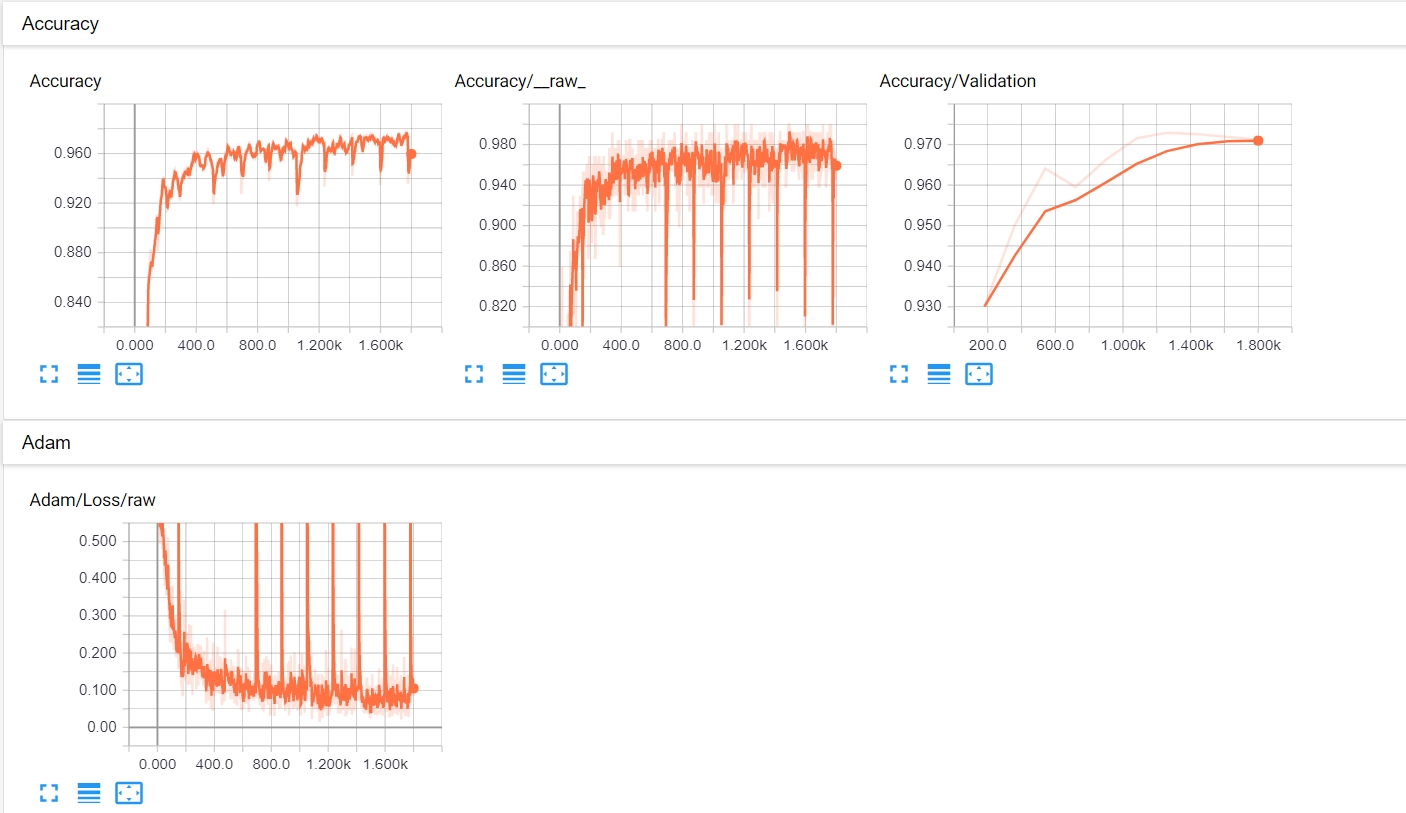 Accuracy
Accuracy
Accuracy/__raw_
Accuracy/Validation
0.960
0.920
0.880
0.840
0.000 400.0 800.0 1.200k 1.600k
0.980
0.940
0.900
0.860
0.820
0.000 400.0 800.0 1.200k 1.600k
0.970
0.960
0.950
0.940
0.930
200.0 600.0 1.000k 1.400k 1.800k
Adam
Adam/Loss/raw
0.500
0.400
0.300
0.200
0.100
0.00
0.000 400.0 800.0 1.200k 1.600k